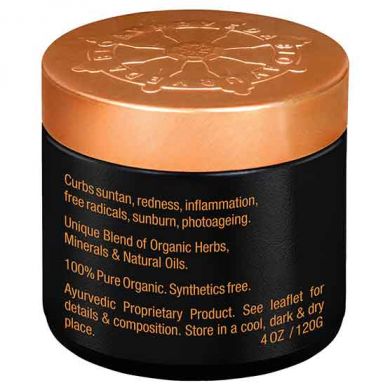 Curbs suntan, redness, inflammation,
free radicals, sunburn, photoageing.
Unique Blend of Organic Herbs,
Minerals & Natural Oils.
100% Pure Organic. Synthetics free.
Ayurvedic Proprietary Product. See leaflet for
details & composition. Store in a cool, dark & dry
place.
4 OZ / 120G